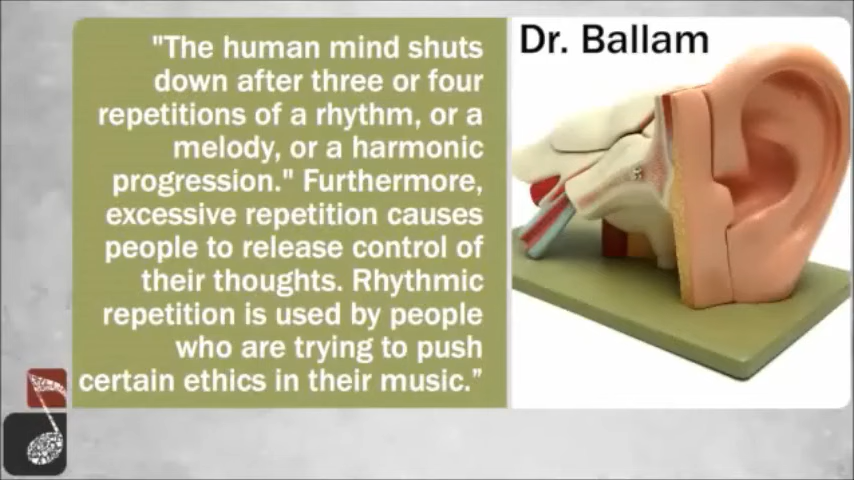 "The human mind shuts
down after three or four
repetitions of a rhythm, or a
melody, or a harmonic
progression." Furthermore,
excessive repetition causes
people to release control of
their thoughts. Rhythmic
repetition is used by people
who are trying to push
certain ethics in their music.”
Dr. Ballam